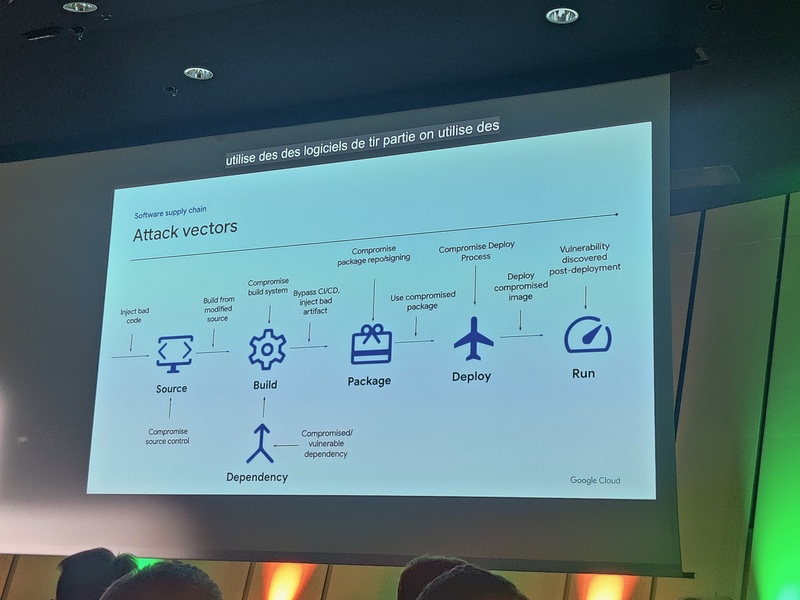 utilise des des logiciels de tir partie on utilise des
Software supply chain
Attack vectors
Inject bad
code
Build from
modified
source
Compromise
build system
Bypass CI/CD,
inject bad
artifact
Compromise
package repo/signing
Use compromised
package
Compromise Deploy
Process
Deploy
compromised
image
Vulnerability
discovered
post-deployment
Source
Build
Package
Deploy
Run
Compromise
source control
Compromised/
vulnerable
dependency
Dependency
Google Cloud